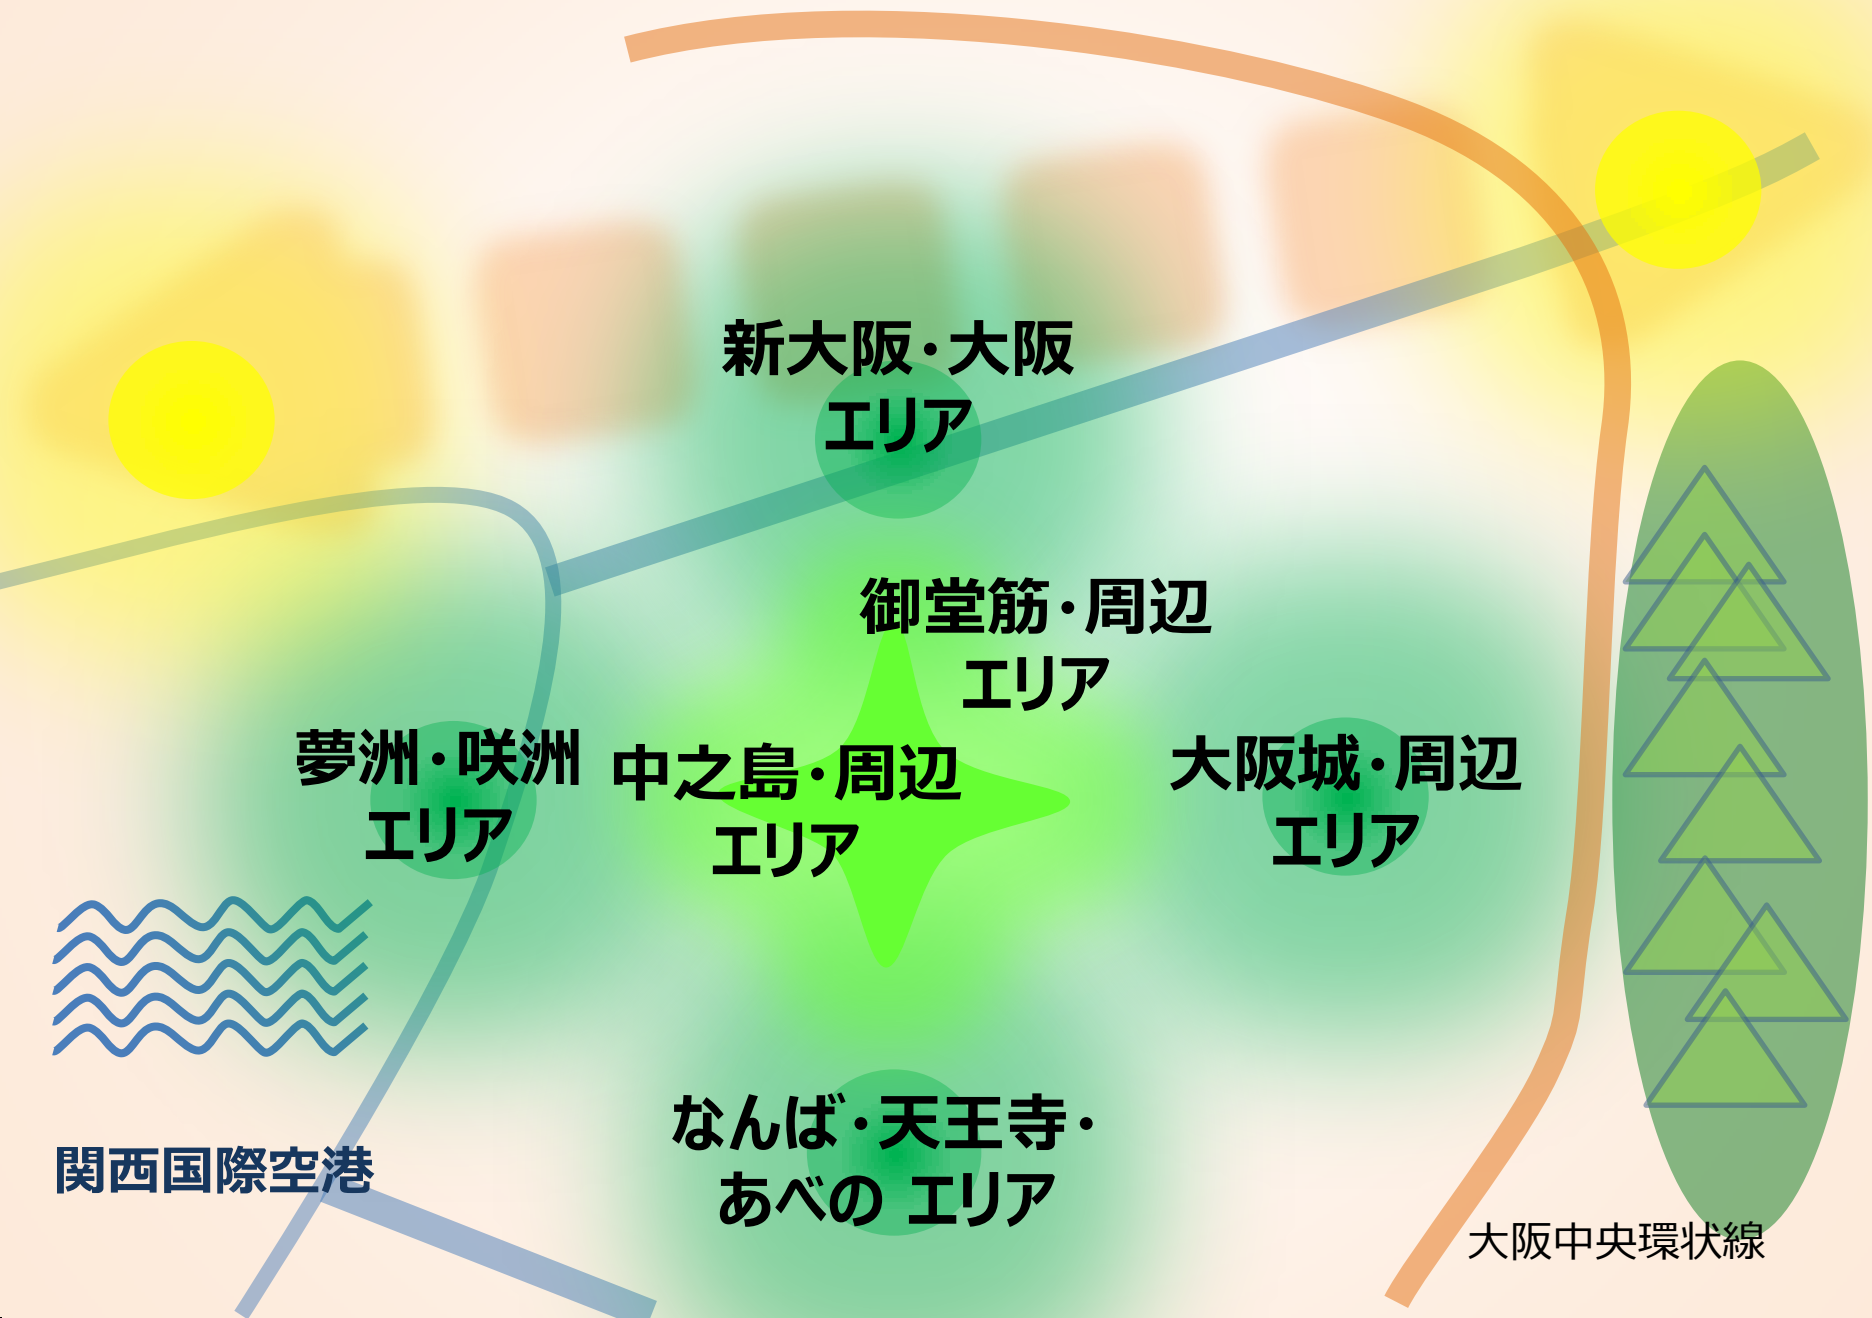 新大阪・大阪
エリア
御堂筋・周辺
エリア
夢洲・咲洲
エリア
中之島・周辺
エリア
大阪城・周辺
エリア
なんば・天王寺・
あべの エリア
関西国際空港
大阪中央環状線